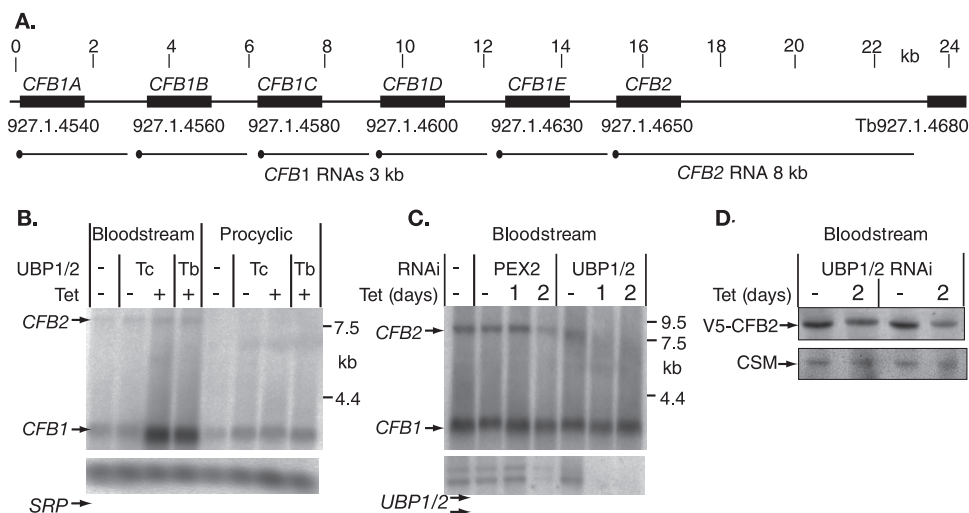 A.
0 2 4 6 8 10 12 14 16 18 20 22 kb 24
CFB1A CFB1B CFB1C CFB1D CFB1E CFB2
927.1.4540 927.1.4560 927.1.4580 927.1.4600 927.1.4630 927.1.4650 Tb927.1.4680
CFB1 RNAs 3 kb CFB2 RNA 8 kb
B.
Bloodstream Procyclic
UBP1/2 - Tc Tb - Tc Tb
Tet - + + - + +
CFB2
7.5
kb
4.4
CFB1
SRP
C.
Bloodstream
RNAi - PEX2 UBP1/2
Tet (days) - - 1 2 - 1 2
CFB2
9.5
7.5
kb
4.4
CFB1
UBP1/2
D.
Bloodstream
UBP1/2 RNAi
Tet (days) - 2 - 2
V5-CFB2
CSM